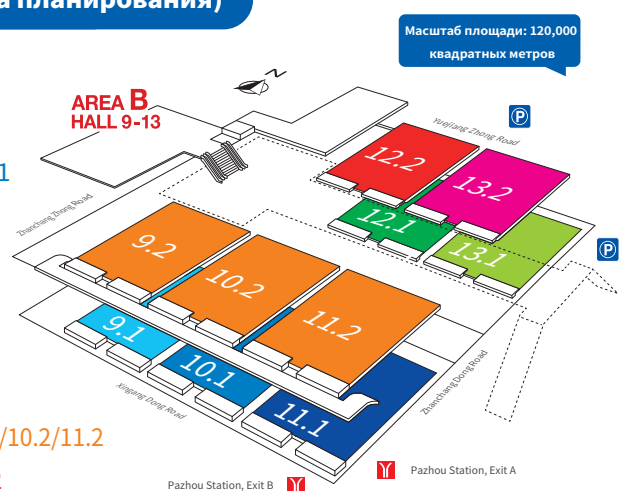 а планирования)
Масштаб площади: 120,000
квадратных метров
N
AREA B
HALL 9-13
P
Yuejiang Zhong Road
12.2
13.2
1
12.1
Zhanchang Zhong Road
13.1
P
9.2
10.2
11.2
9.1
10.1
11.1
Xingang Dong Road
Zhanchang Dong Road
/10.2/11.2
Pazhou Station, Exit A
Pazhou Station, Exit B